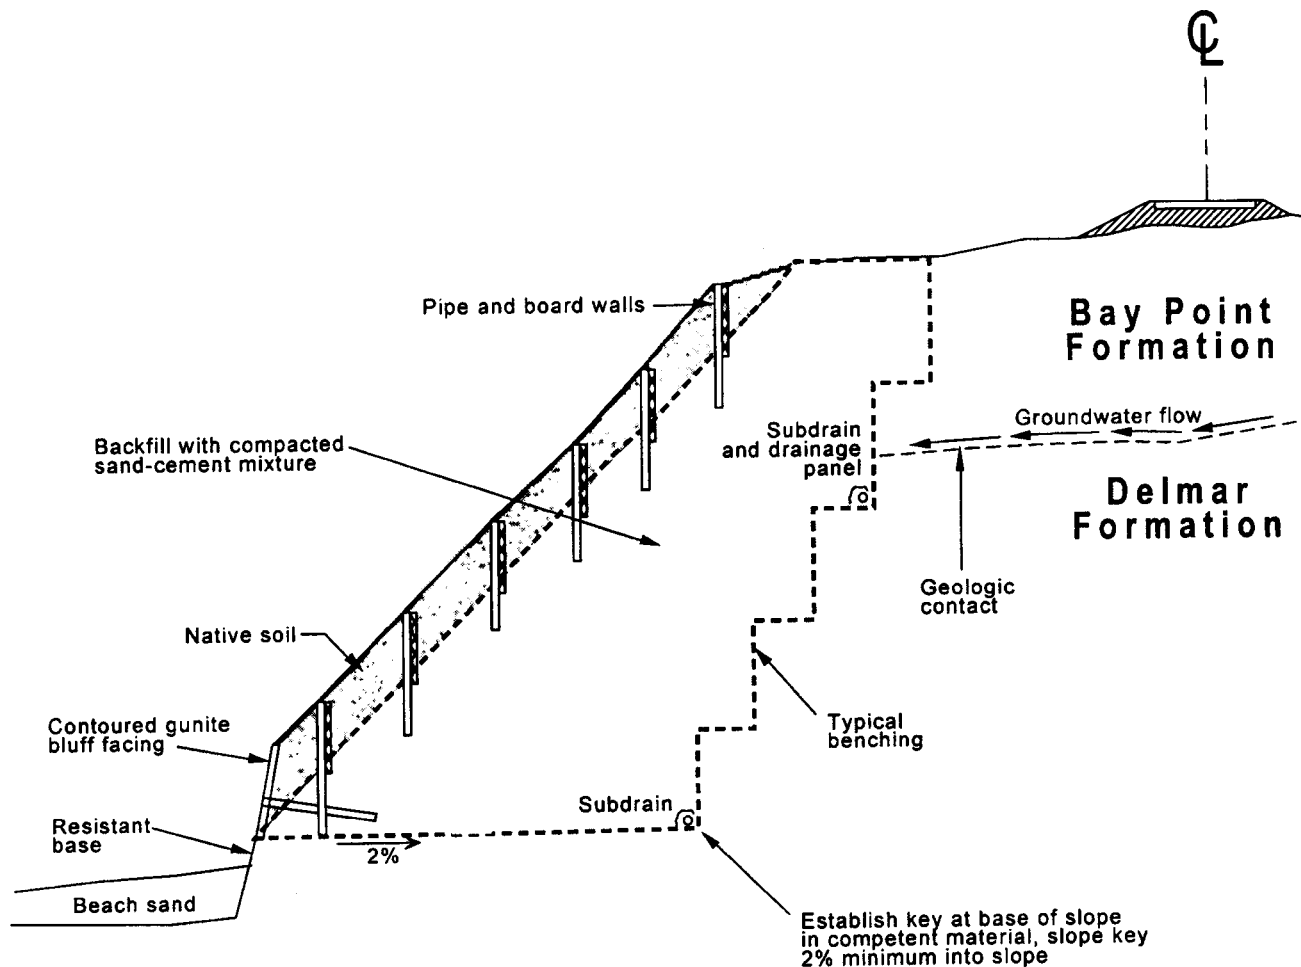 CL
Pipe and board walls
Bay Point
Formation
Groundwater flow
Subdrain
and drainage
panel
Backfill with compacted
sand-cement mixture
Delmar
Formation
Geologic
contact
Native soil
Contoured gunite
bluff facing
Typical
benching
Subdrain
Resistant
base
2%
Beach sand
Establish key at base of slope
in competent material, slope key
2% minimum into slope